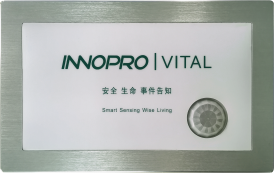 INNOPRO | VITAL
安全 生命 事件告知
Smart Sensing Wise Living